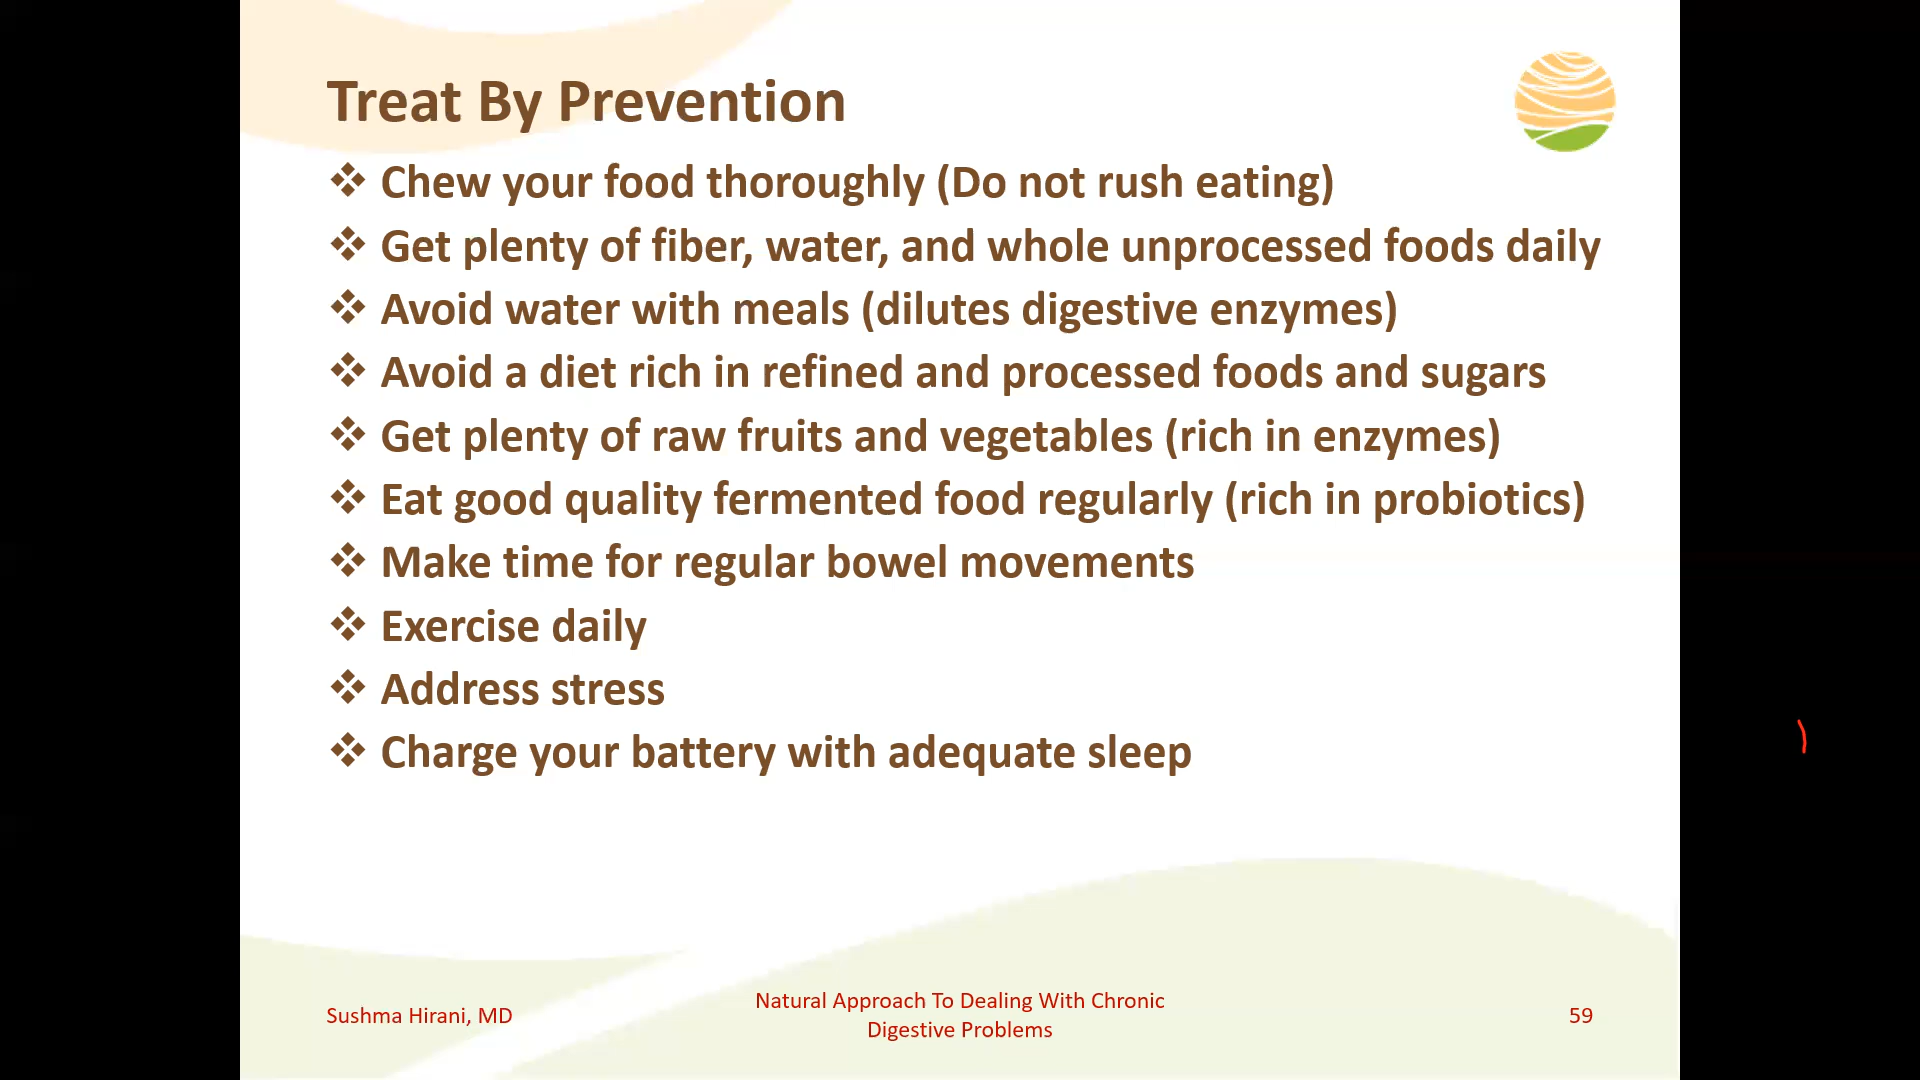 Treat By Prevention
❖ Chew your food thoroughly (Do not rush eating)
❖ Get plenty of fiber, water, and whole unprocessed foods daily
❖ Avoid water with meals (dilutes digestive enzymes)
❖ Avoid a diet rich in refined and processed foods and sugars
❖ Get plenty of raw fruits and vegetables (rich in enzymes)
❖ Eat good quality fermented food regularly (rich in probiotics)
❖ Make time for regular bowel movements
❖ Exercise daily
❖ Address stress
❖ Charge your battery with adequate sleep
Sushma Hirani, MD
Natural Approach To Dealing With Chronic
Digestive Problems
59